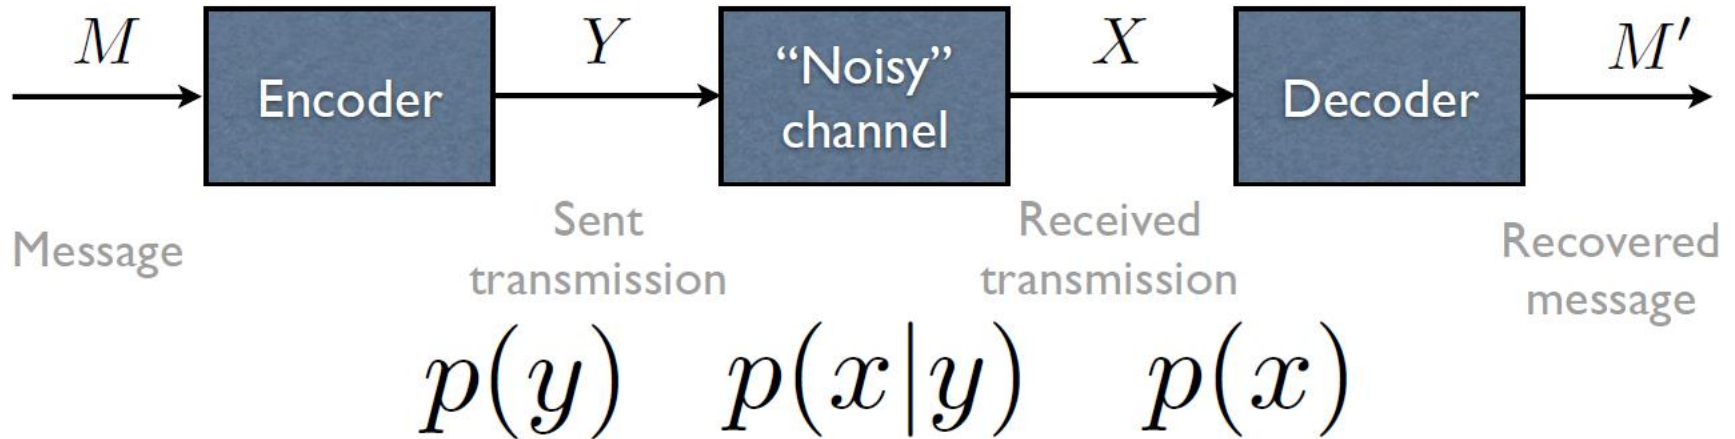 M
Y
X
M′
Encoder
“Noisy”
channel
Decoder
Message
Sent
transmission
Received
transmission
Recovered
message
p(y)
p(x|y)
p(x)